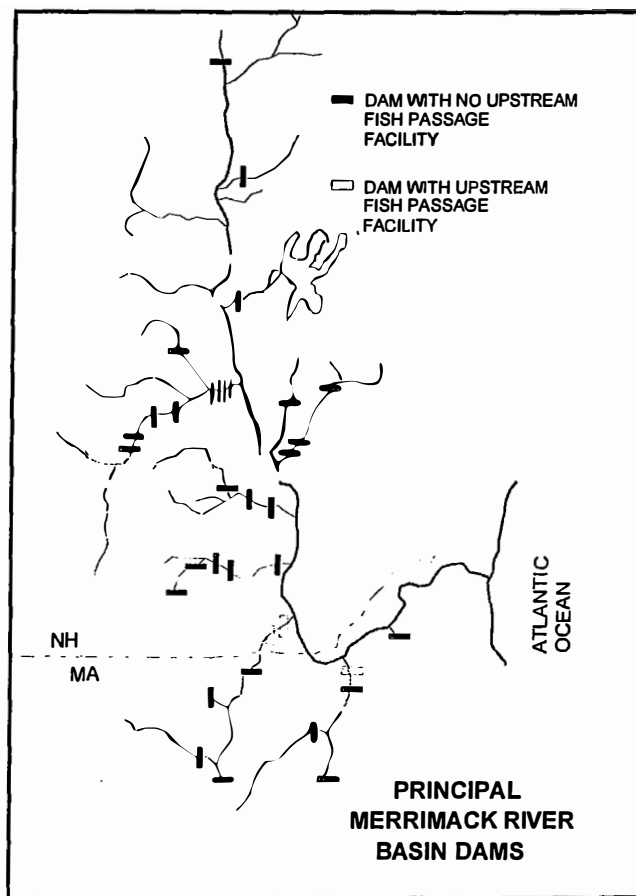 DAM WITH NO UPSTREAM
FISH PASSAGE
FACILITY
DAM WITH UPSTREAM
FISH PASSAGE
FACILITY
NH
MA
ATLANTIC
OCEAN
PRINCIPAL
MERRIMACK RIVER
BASIN DAMS